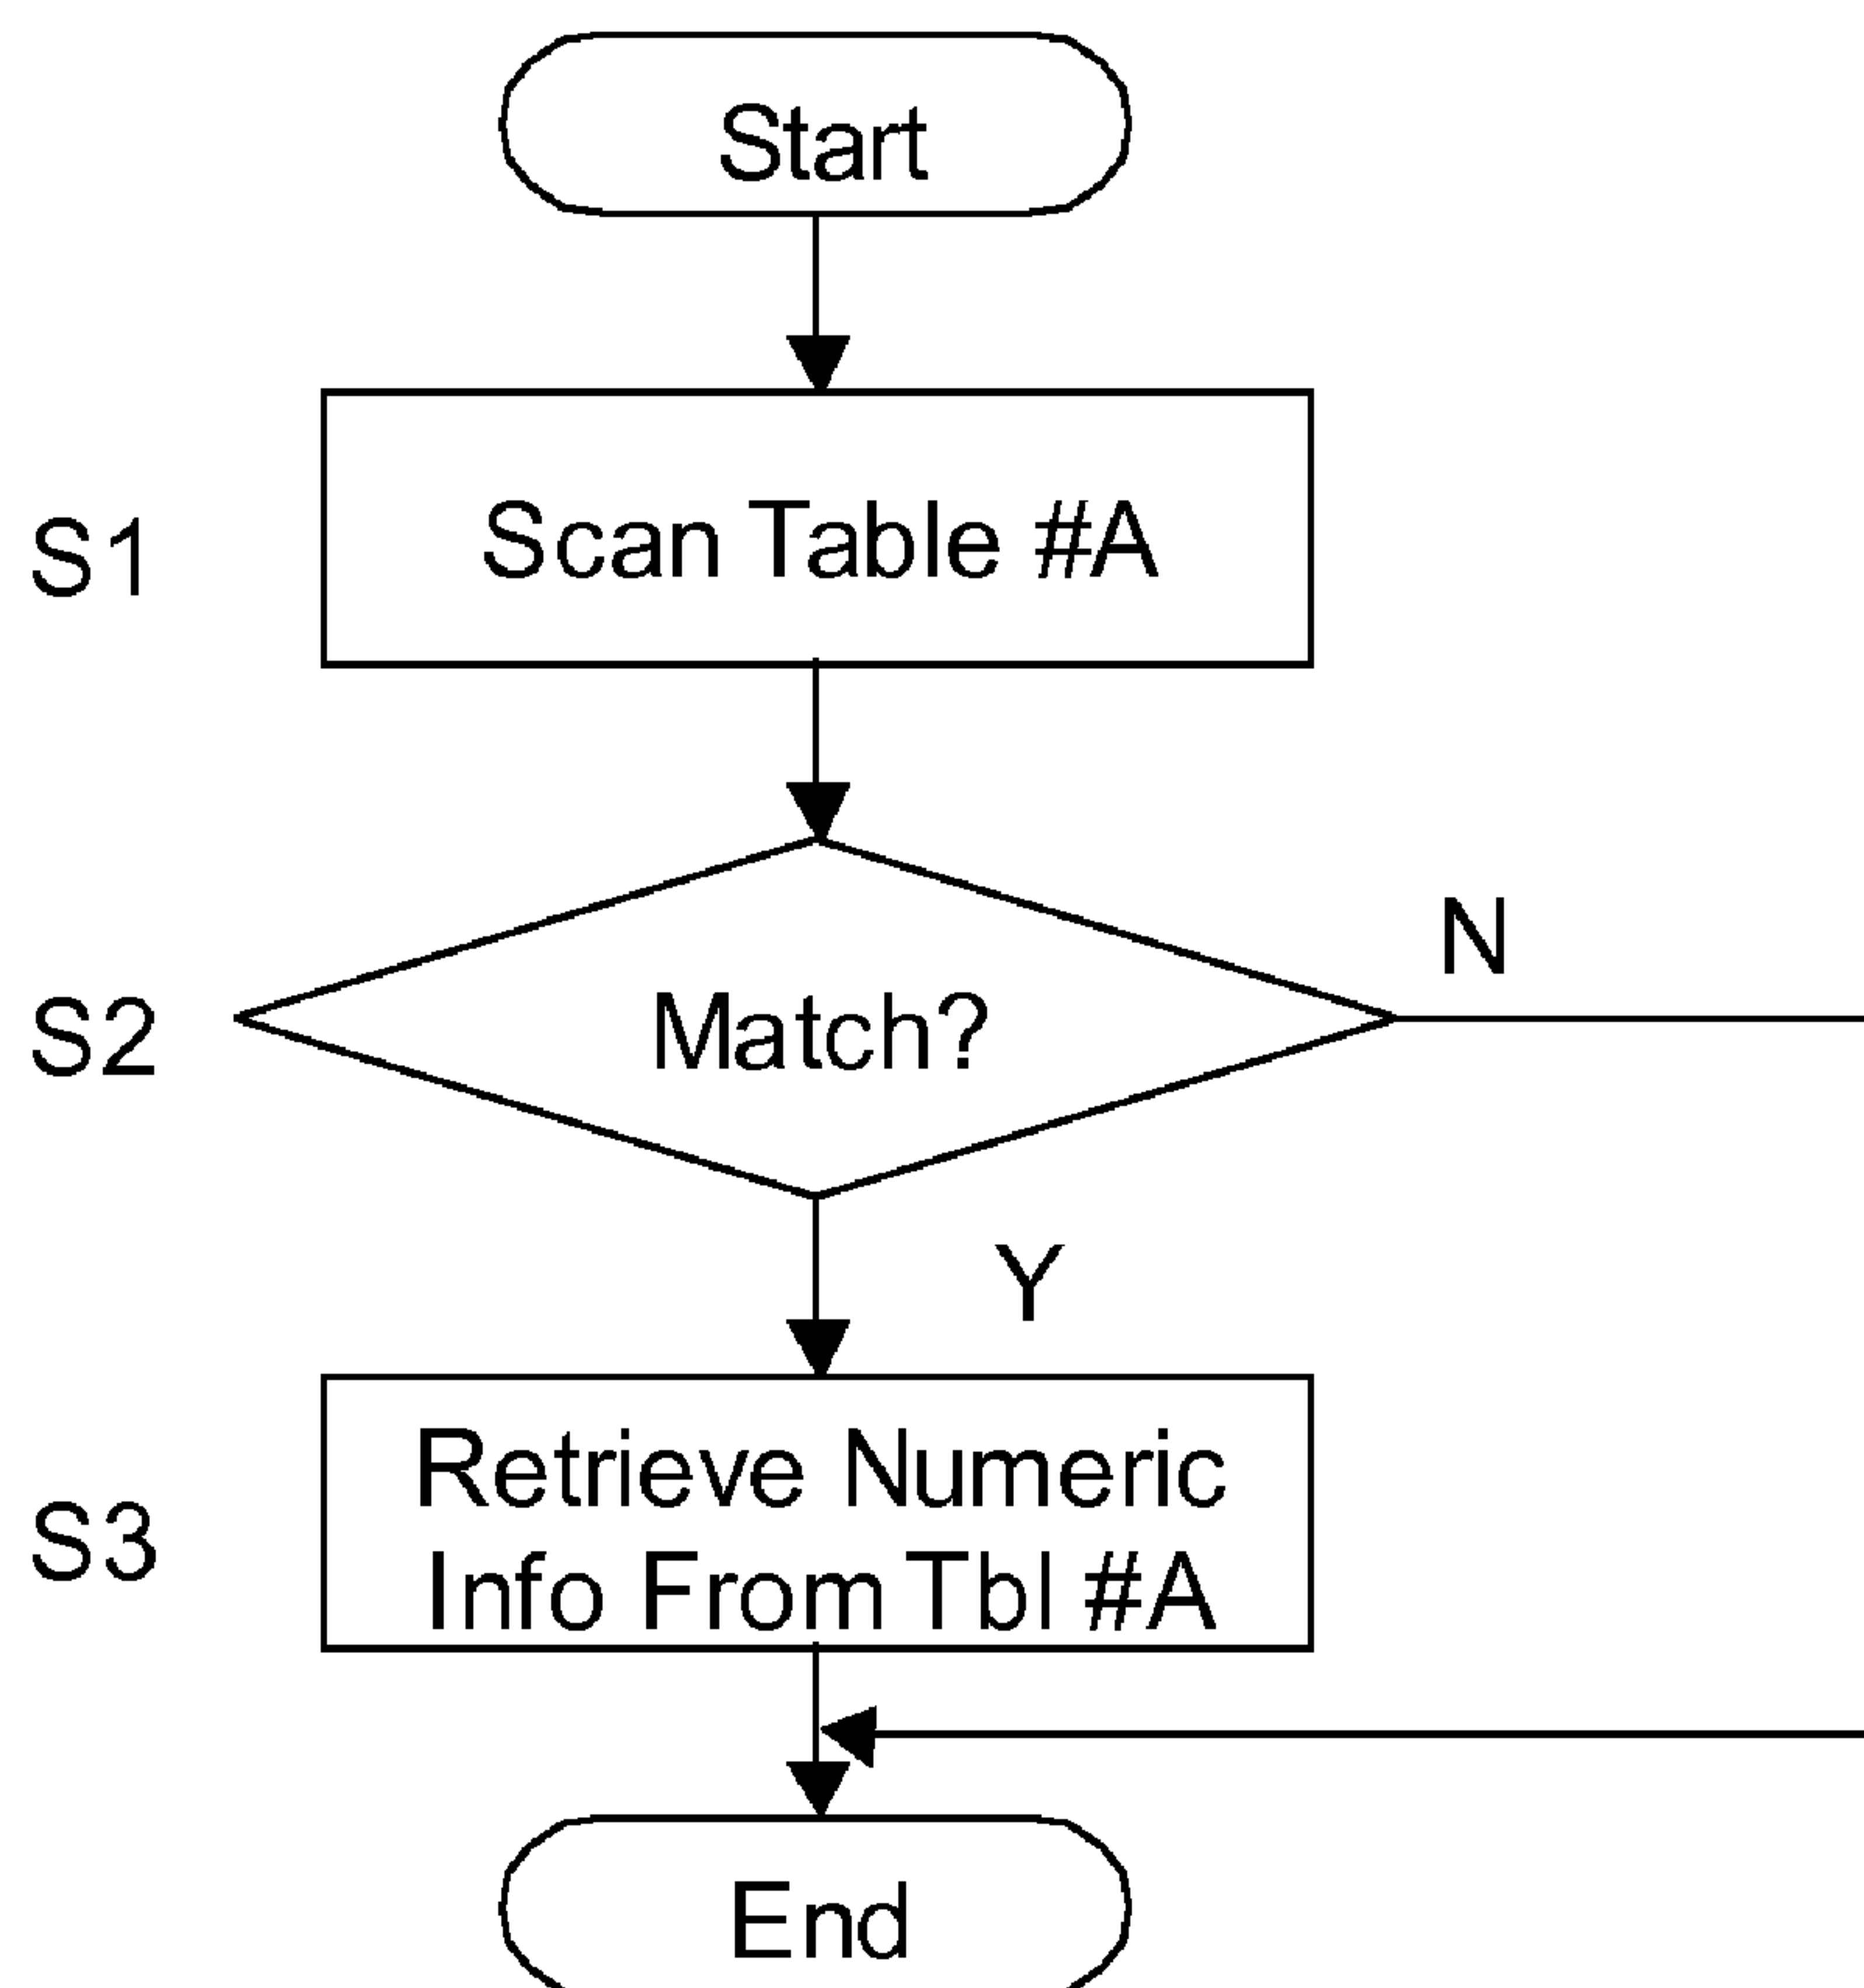 Start
S1
Scan Table #A
N
S2
Match?
Y
S3
Retrieve Numeric
Info From Tbl #A
End